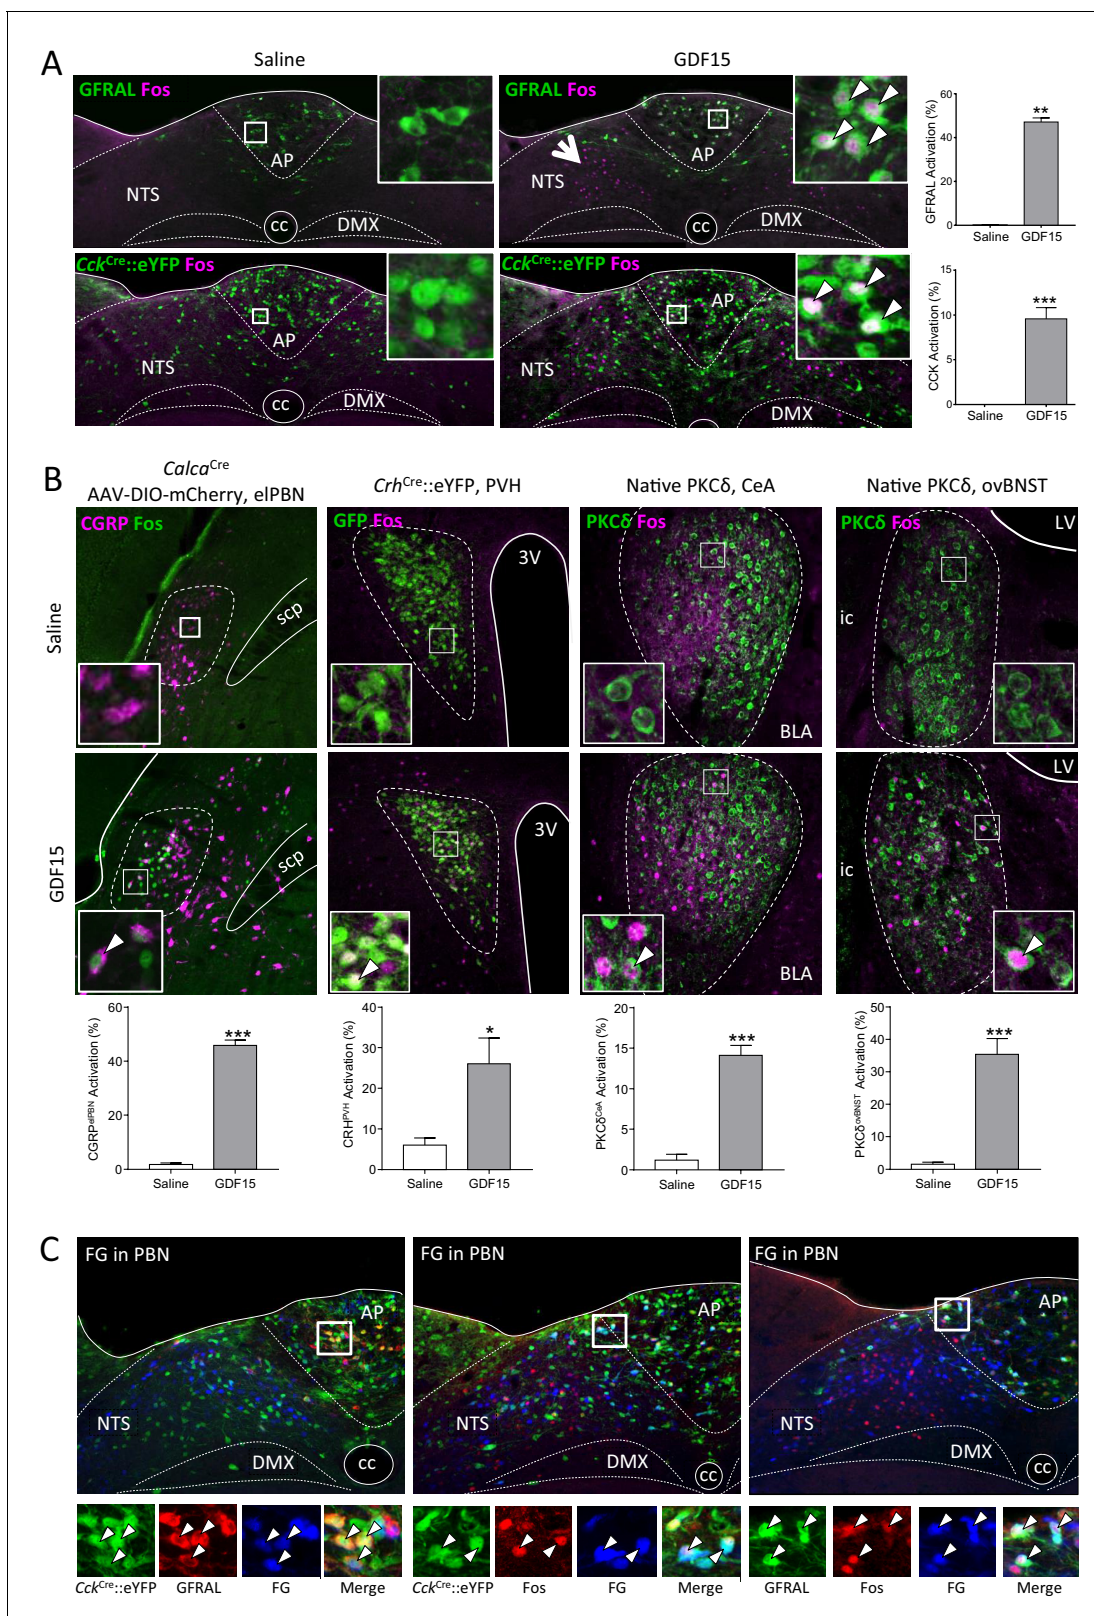 A
Saline
GDF15
GFRAL Fos
AP
NTS
cc
DMX
GFRAL Fos
AP
NTS
cc
DMX
GFRAL Activation (%)
60
40
20
0
**
Saline
GDF15
CckCre::eYFP Fos
AP
NTS
cc
DMX
CckCre::eYFP Fos
AP
NTS
DMX
CCK Activation (%)
15
10
5
0
***
Saline
GDF15
B
CalcaCre
AAV-DIO-mCherry, elPBN
CrhCre::eYFP, PVH
Native PKCδ, CeA
Native PKCδ, ovBNST
Saline
CGRP Fos
scp
GFP Fos
3V
PKCδ Fos
BLA
PKCδ Fos
LV
ic
GDF15
scp
3V
BLA
LV
ic
CGRPelPBN Activation (%)
60
40
20
0
***
Saline
GDF15
CRHPVH Activation (%)
40
30
20
10
0
*
Saline
GDF15
PKCδCeA Activation (%)
20
15
10
5
0
***
Saline
GDF15
PKCδovBNST Activation (%)
50
40
30
20
10
0
***
Saline
GDF15
C
FG in PBN
AP
NTS
DMX
cc
FG in PBN
AP
NTS
DMX
cc
FG in PBN
AP
NTS
DMX
cc
CckCre::eYFP
GFRAL
FG
Merge
CckCre::eYFP
Fos
FG
Merge
GFRAL
Fos
FG
Merge